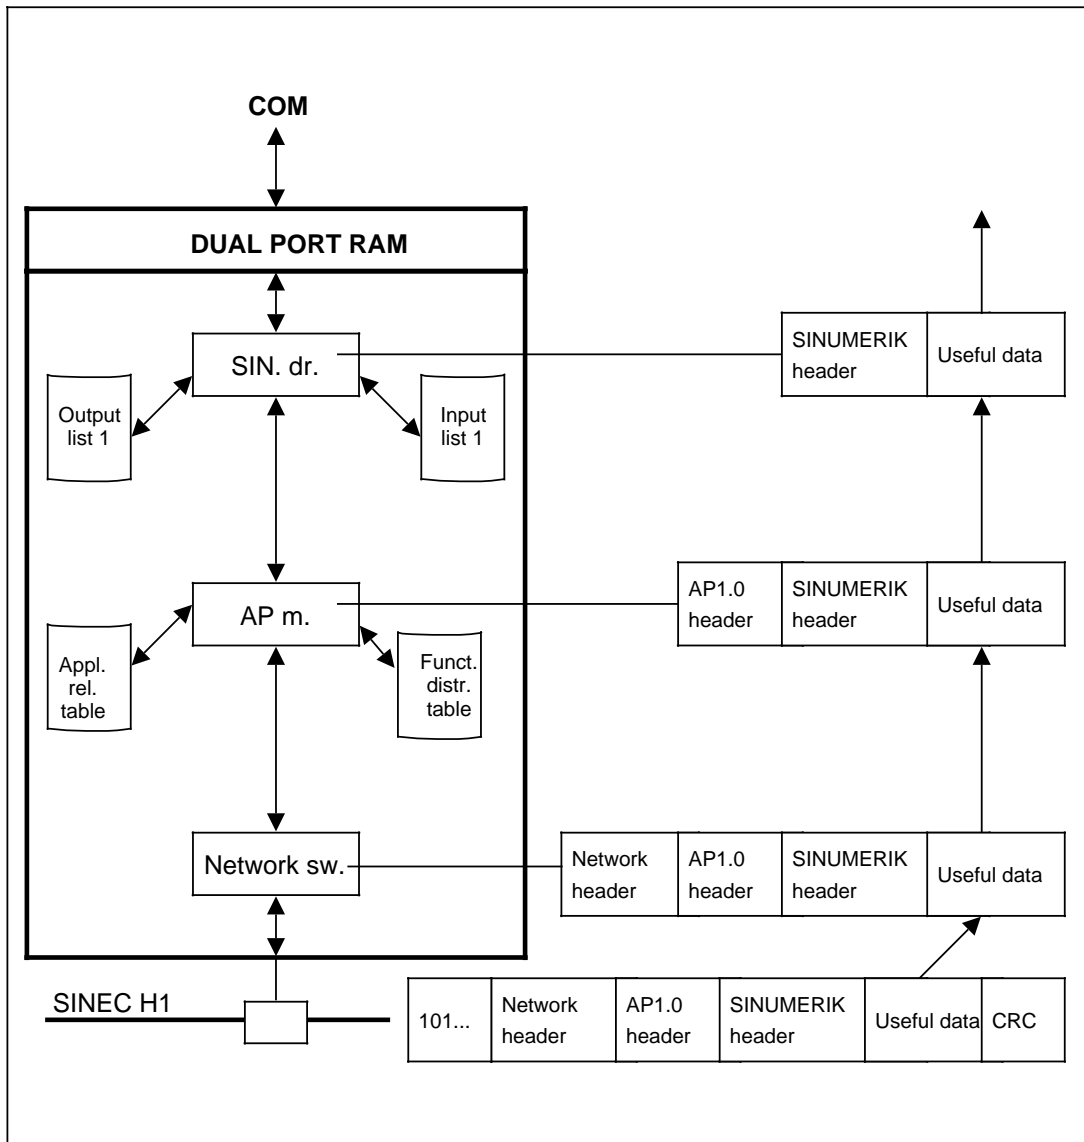 COM
DUAL PORT RAM
SIN. dr.
SINUMERIK
header
Useful data
Output
list 1
Input
list 1
AP m.
AP1.0
header
SINUMERIK
header
Useful data
Appl.
rel.
table
Funct.
distr.
table
Network sw.
Network
header
AP1.0
header
SINUMERIK
header
Useful data
SINEC H1
101...
Network
header
AP1.0
header
SINUMERIK
header
Useful data
CRC